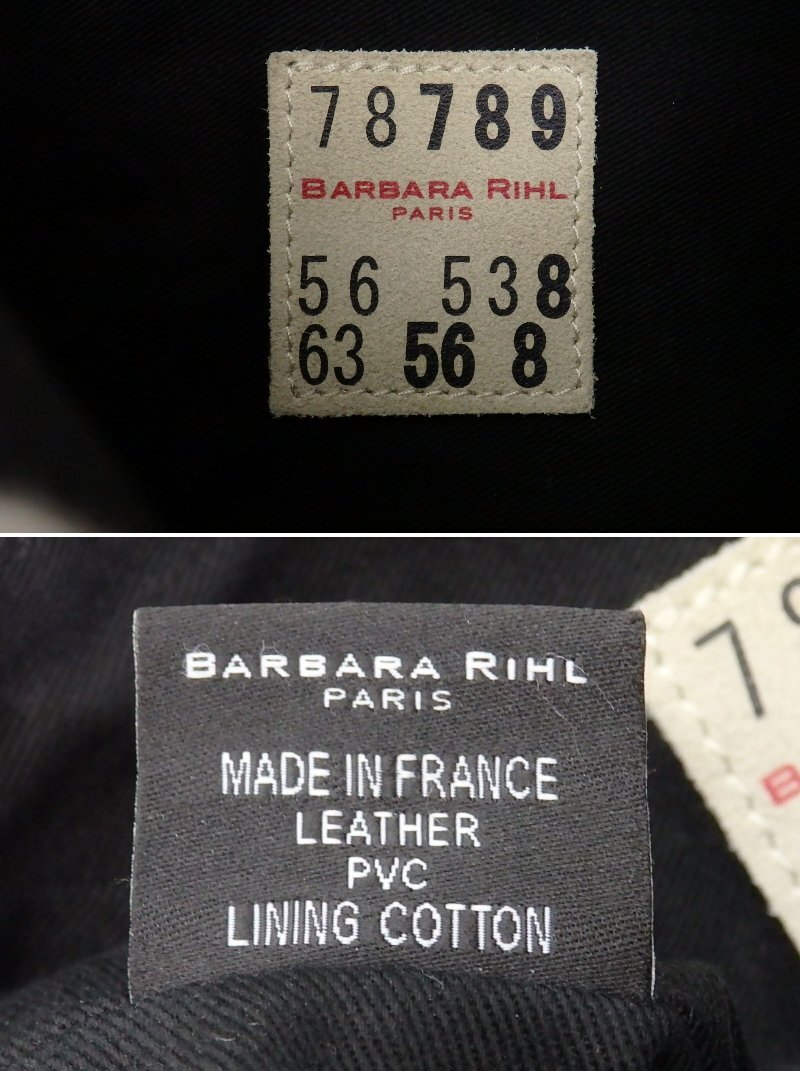 78789
BARBARA RIHL
PARIS
56 538
63 56 8
BARBARA RIHL
PARIS
MADE IN FRANCE
LEATHER
PVC
LINING COTTON
7
B